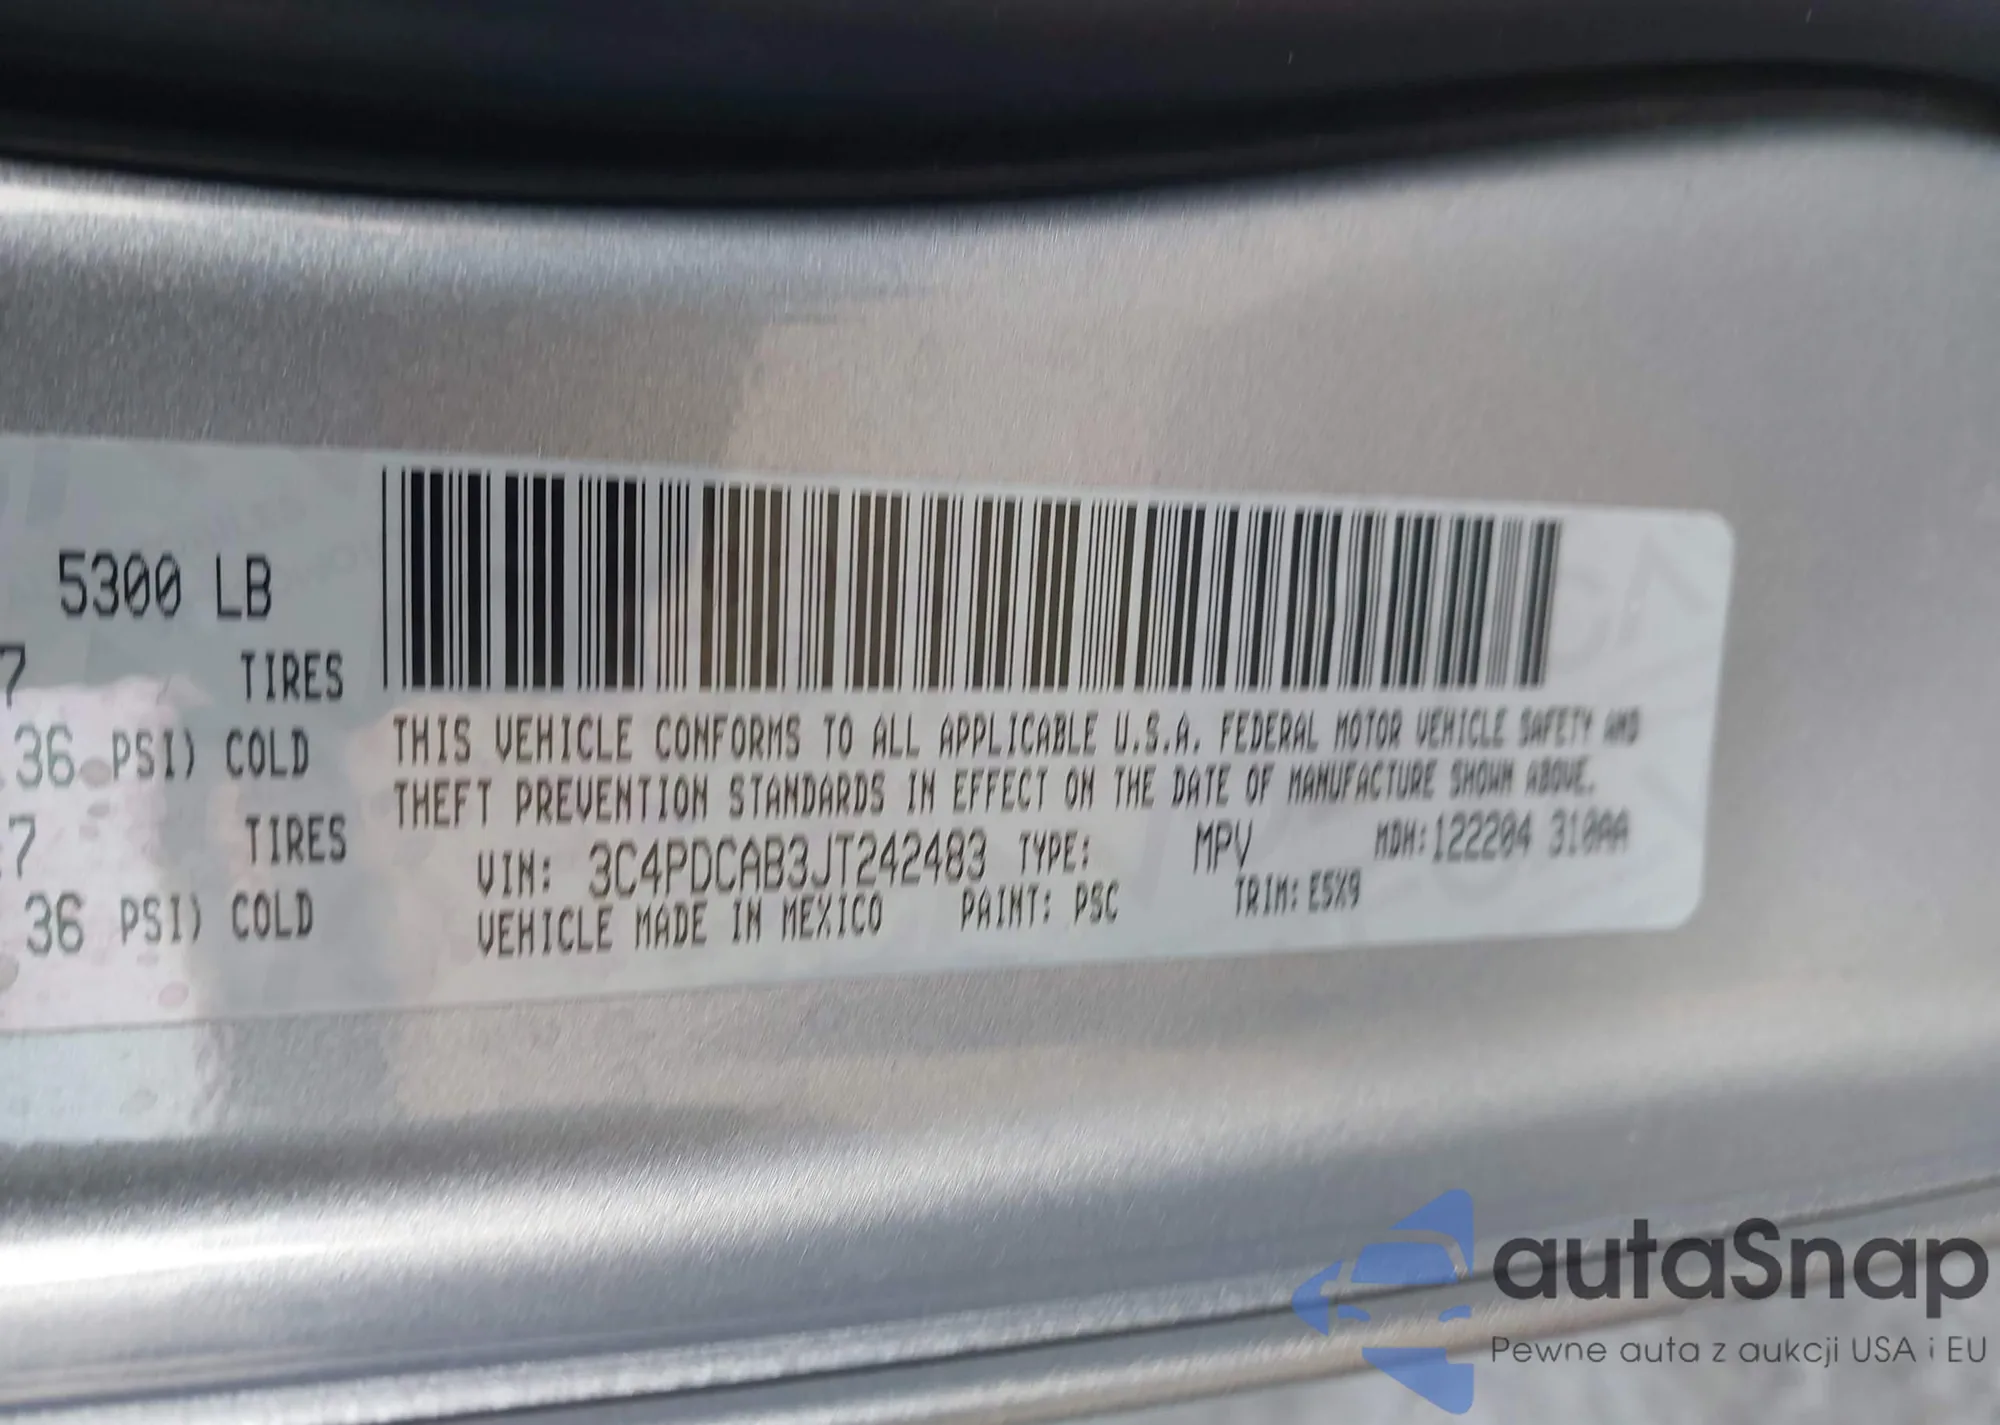 5300 LB
7 TIRES
36 PSI) COLD
7 TIRES
36 PSI) COLD
THIS VEHICLE CONFORMS TO ALL APPLICABLE U.S.A. FEDERAL MOTOR VEHICLE SAFETY AND
THEFT PREVENTION STANDARDS IN EFFECT ON THE DATE OF MANUFACTURE SHOWN ABOVE.
VIN: 3C4PDCAB3JT242483 TYPE: MPV MDH:122204 310AA
VEHICLE MADE IN MEXICO PAINT: PSC TRIM: E5X9
autaSnap
Pewne auta z aukcji USA i EU